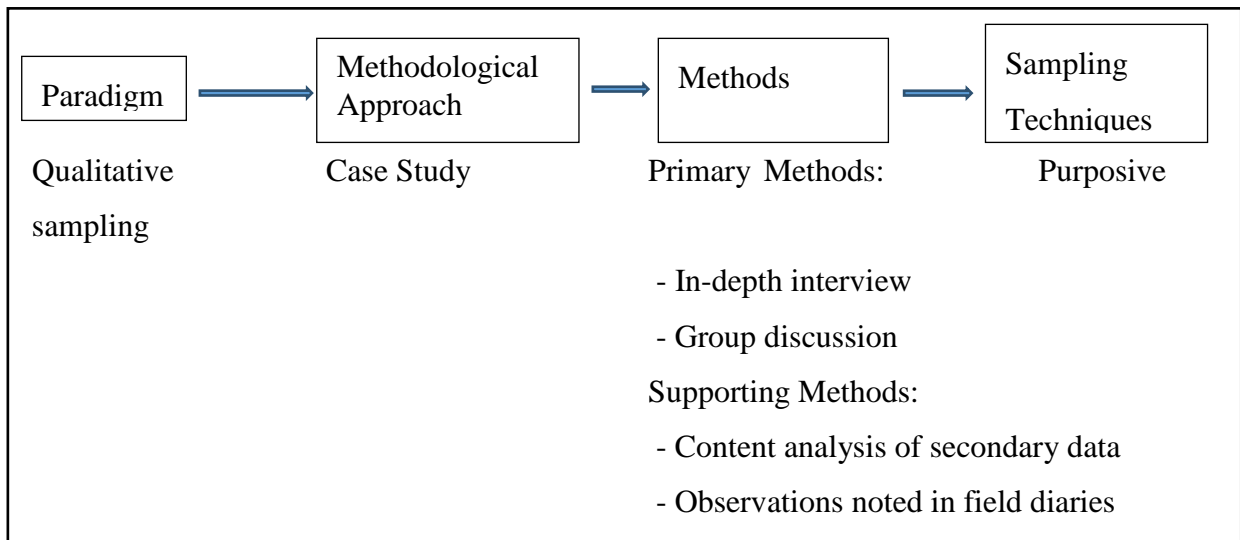 Paradigm
Methodological
Approach
Methods
Sampling
Techniques
Qualitative Case Study Primary Methods: Purposive
sampling
- In-depth interview
- Group discussion
Supporting Methods:
- Content analysis of secondary data
- Observations noted in field diaries